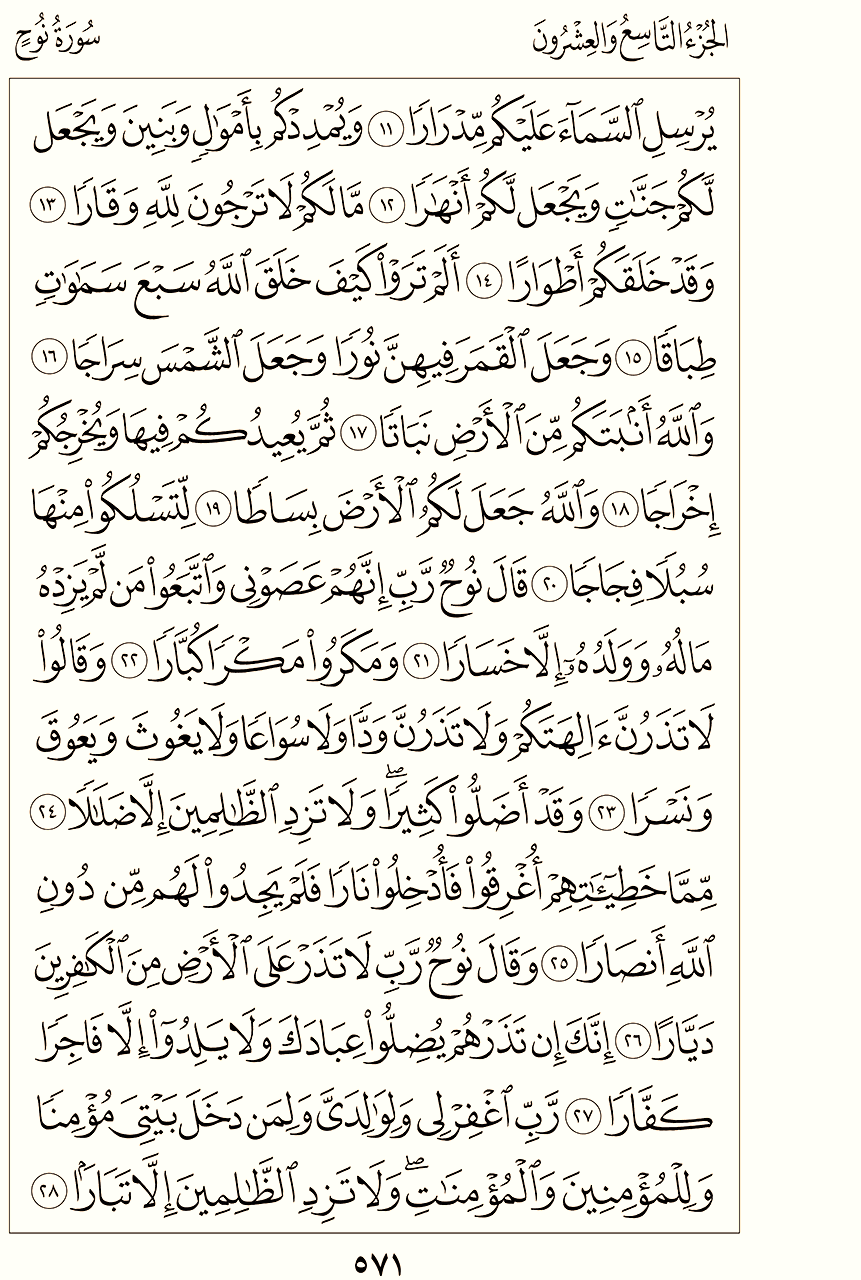 الجُزْءُ التَّاسِعُ وَالعِشْرُونَ
سُورَةُ نُوحٍ
يُرْسِلِ ٱلسَّمَآءَ عَلَيْكُم مِّدْرَارًا ١١ وَيُمْدِدْكُم بِأَمْوَٰلٍ وَبَنِينَ وَيَجْعَل
لَّكُمْ جَنَّٰتٍ وَيَجْعَل لَّكُمْ أَنْهَٰرًا ١٢ مَّا لَكُمْ لَا تَرْجُونَ لِلَّهِ وَقَارًا ١٣
وَقَدْ خَلَقَكُمْ أَطْوَارًا ١٤ أَلَمْ تَرَوْا۟ كَيْفَ خَلَقَ ٱللَّهُ سَبْعَ سَمَٰوَٰتٍ
طِبَاقًا ١٥ وَجَعَلَ ٱلْقَمَرَ فِيهِنَّ نُورًا وَجَعَلَ ٱلشَّمْسَ سِرَاجًا ١٦
وَٱللَّهُ أَنۢبَتَكُم مِّنَ ٱلْأَرْضِ نَبَاتًا ١٧ ثُمَّ يُعِيدُكُمْ فِيهَا وَيُخْرِجُكُمْ
إِخْرَاجًا ١٨ وَٱللَّهُ جَعَلَ لَكُمُ ٱلْأَرْضَ بِسَاطًا ١٩ لِّتَسْلُكُوا۟ مِنْهَا
سُبُلًا فِجَاجًا ٢٠ قَالَ نُوحٌ رَّبِّ إِنَّهُمْ عَصَوْنِى وَٱتَّبَعُوا۟ مَن لَّمْ يَزِدْهُ
مَالُهُۥ وَوَلَدُهُۥٓ إِلَّا خَسَارًا ٢١ وَمَكَرُوا۟ مَكْرًا كُبَّارًا ٢٢ وَقَالُوا۟
لَا تَذَرُنَّ ءَالِهَتَكُمْ وَلَا تَذَرُنَّ وَدًّا وَلَا سُوَاعًا وَلَا يَغُوثَ وَيَعُوقَ
وَنَسْرًا ٢٣ وَقَدْ أَضَلُّوا۟ كَثِيرًا ۖ وَلَا تَزِدِ ٱلظَّٰلِمِينَ إِلَّا ضَلَٰلًا ٢٤
مِّمَّا خَطِيٓـَٰٔتِهِمْ أُغْرِقُوا۟ فَأُدْخِلُوا۟ نَارًا فَلَمْ يَجِدُوا۟ لَهُم مِّن دُونِ
ٱللَّهِ أَنصَارًا ٢٥ وَقَالَ نُوحٌ رَّبِّ لَا تَذَرْ عَلَى ٱلْأَرْضِ مِنَ ٱلْكَٰفِرِينَ
دَيَّارًا ٢٦ إِنَّكَ إِن تَذَرْهُمْ يُضِلُّوا۟ عِبَادَكَ وَلَا يَلِدُوٓا۟ إِلَّا فَاجِرًا
كَفَّارًا ٢٧ رَّبِّ ٱغْفِرْ لِى وَلِوَٰلِدَىَّ وَلِمَن دَخَلَ بَيْتِىَ مُؤْمِنًا
وَلِلْمُؤْمِنِينَ وَٱلْمُؤْمِنَٰتِ ۖ وَلَا تَزِدِ ٱلظَّٰلِمِينَ إِلَّا تَبَارًۢا ٢٨
٥٧١